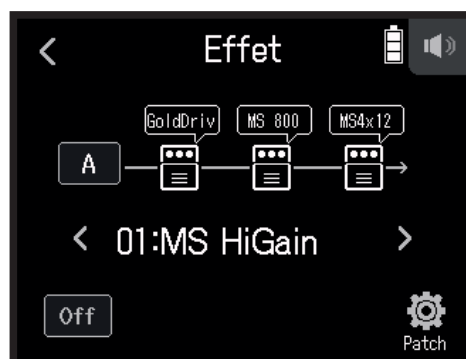 Effet
GoldDriv MS 800 MS4x12
A
01:MS HiGain
Off
Patch